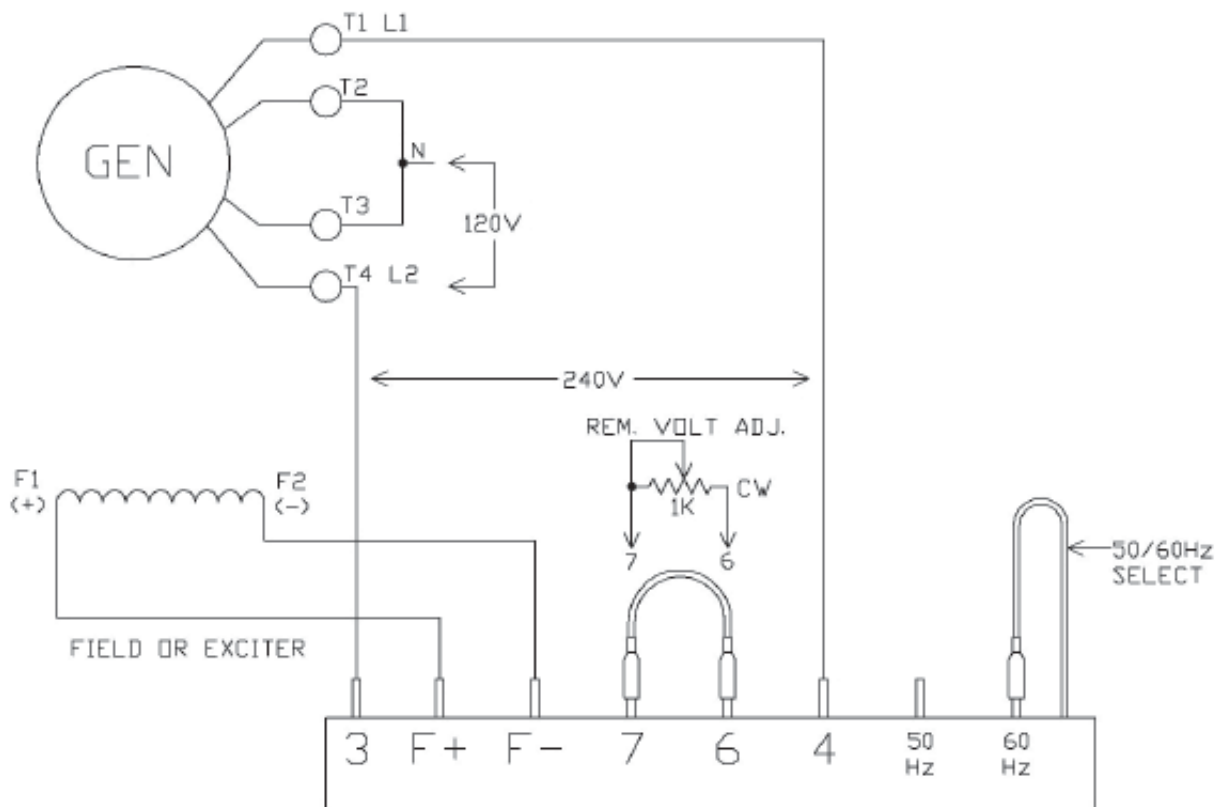 T1 L1
T2
GEN
N
T3
120V
T4 L2
240V
REM. VOLT ADJ.
F1
(+)
F2
(-)
CW
1K
7
6
50/60Hz
SELECT
FIELD OR EXCITER
3
F+
F-
7
6
4
50
Hz
60
Hz